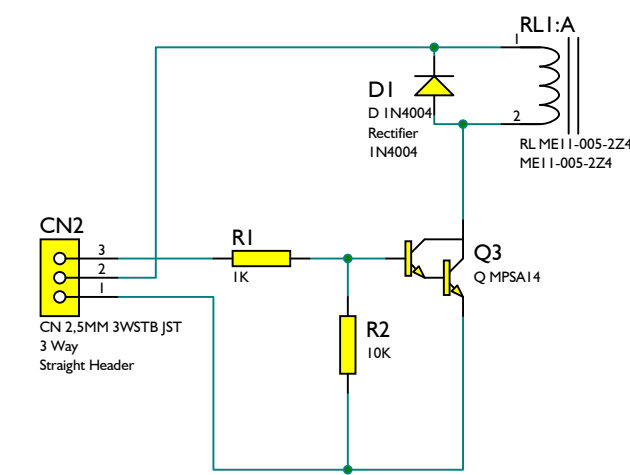 RL1:A
1
D1
D 1N4004
Rectifier
1N4004
2
RL ME11-005-2Z4
ME11-005-2Z4
CN2
3
2
1
CN 2,5MM 3WSTB JST
3 Way
Straight Header
R1
1K
Q3
Q MPSA14
R2
10K